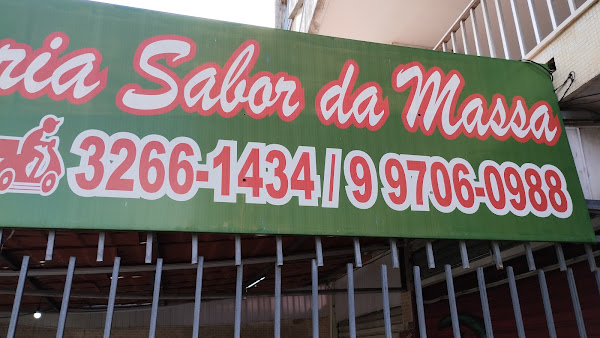 ria Sabor da Massa
3266-1434 / 9 9706-0988